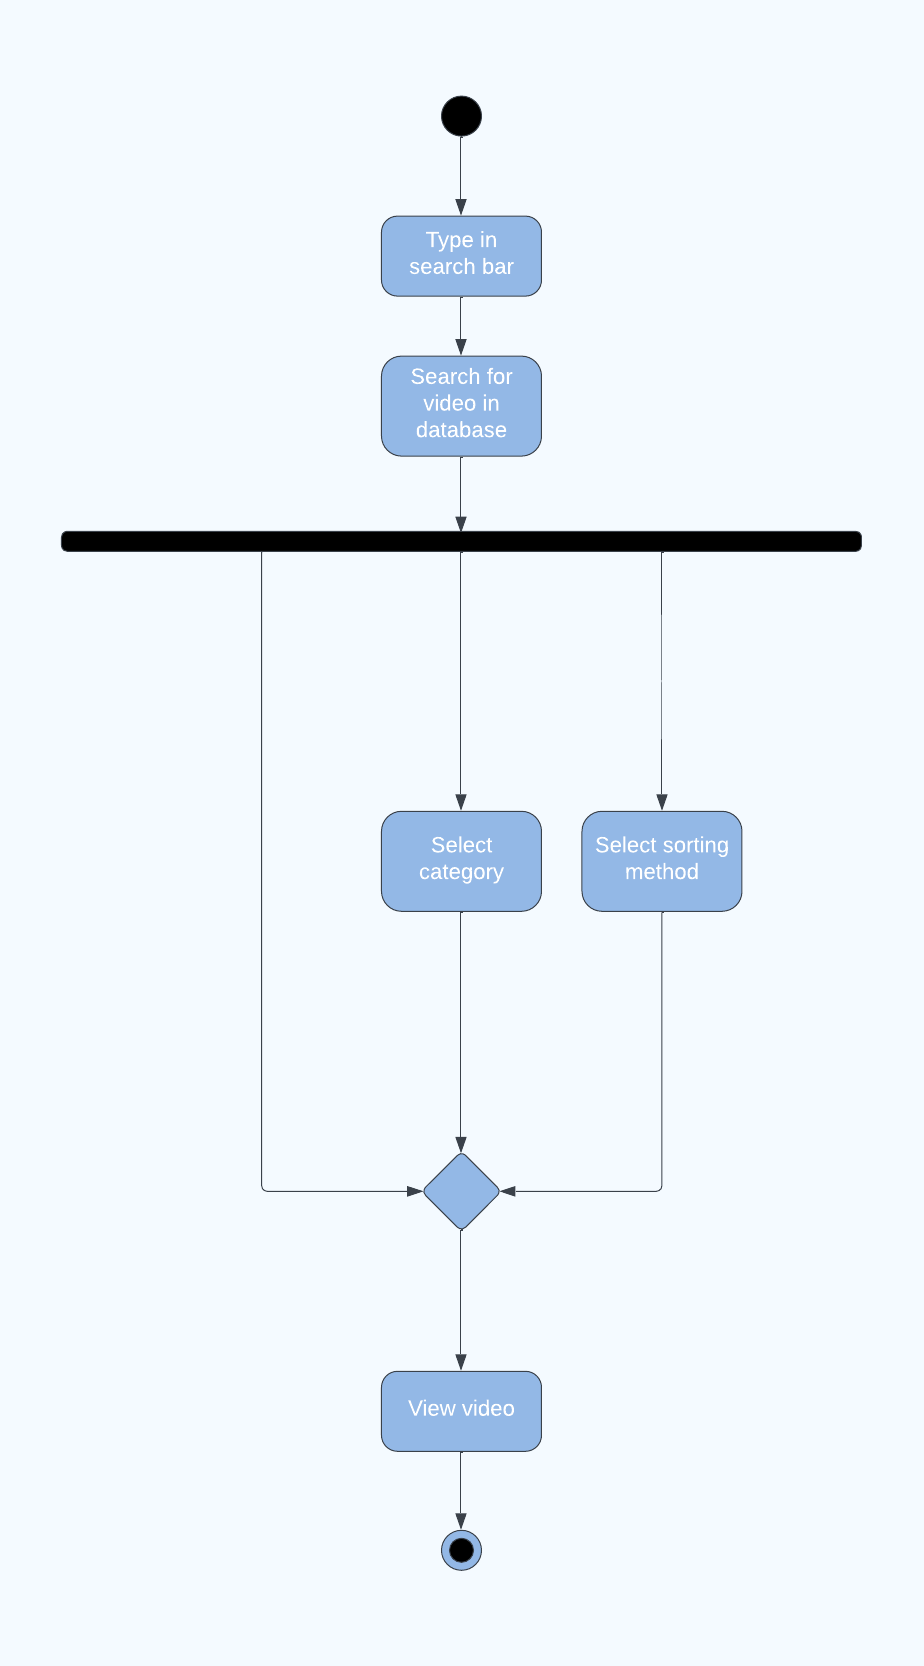 Type in
search bar
Search for
video in
database
Select
category
Select sorting
method
View video